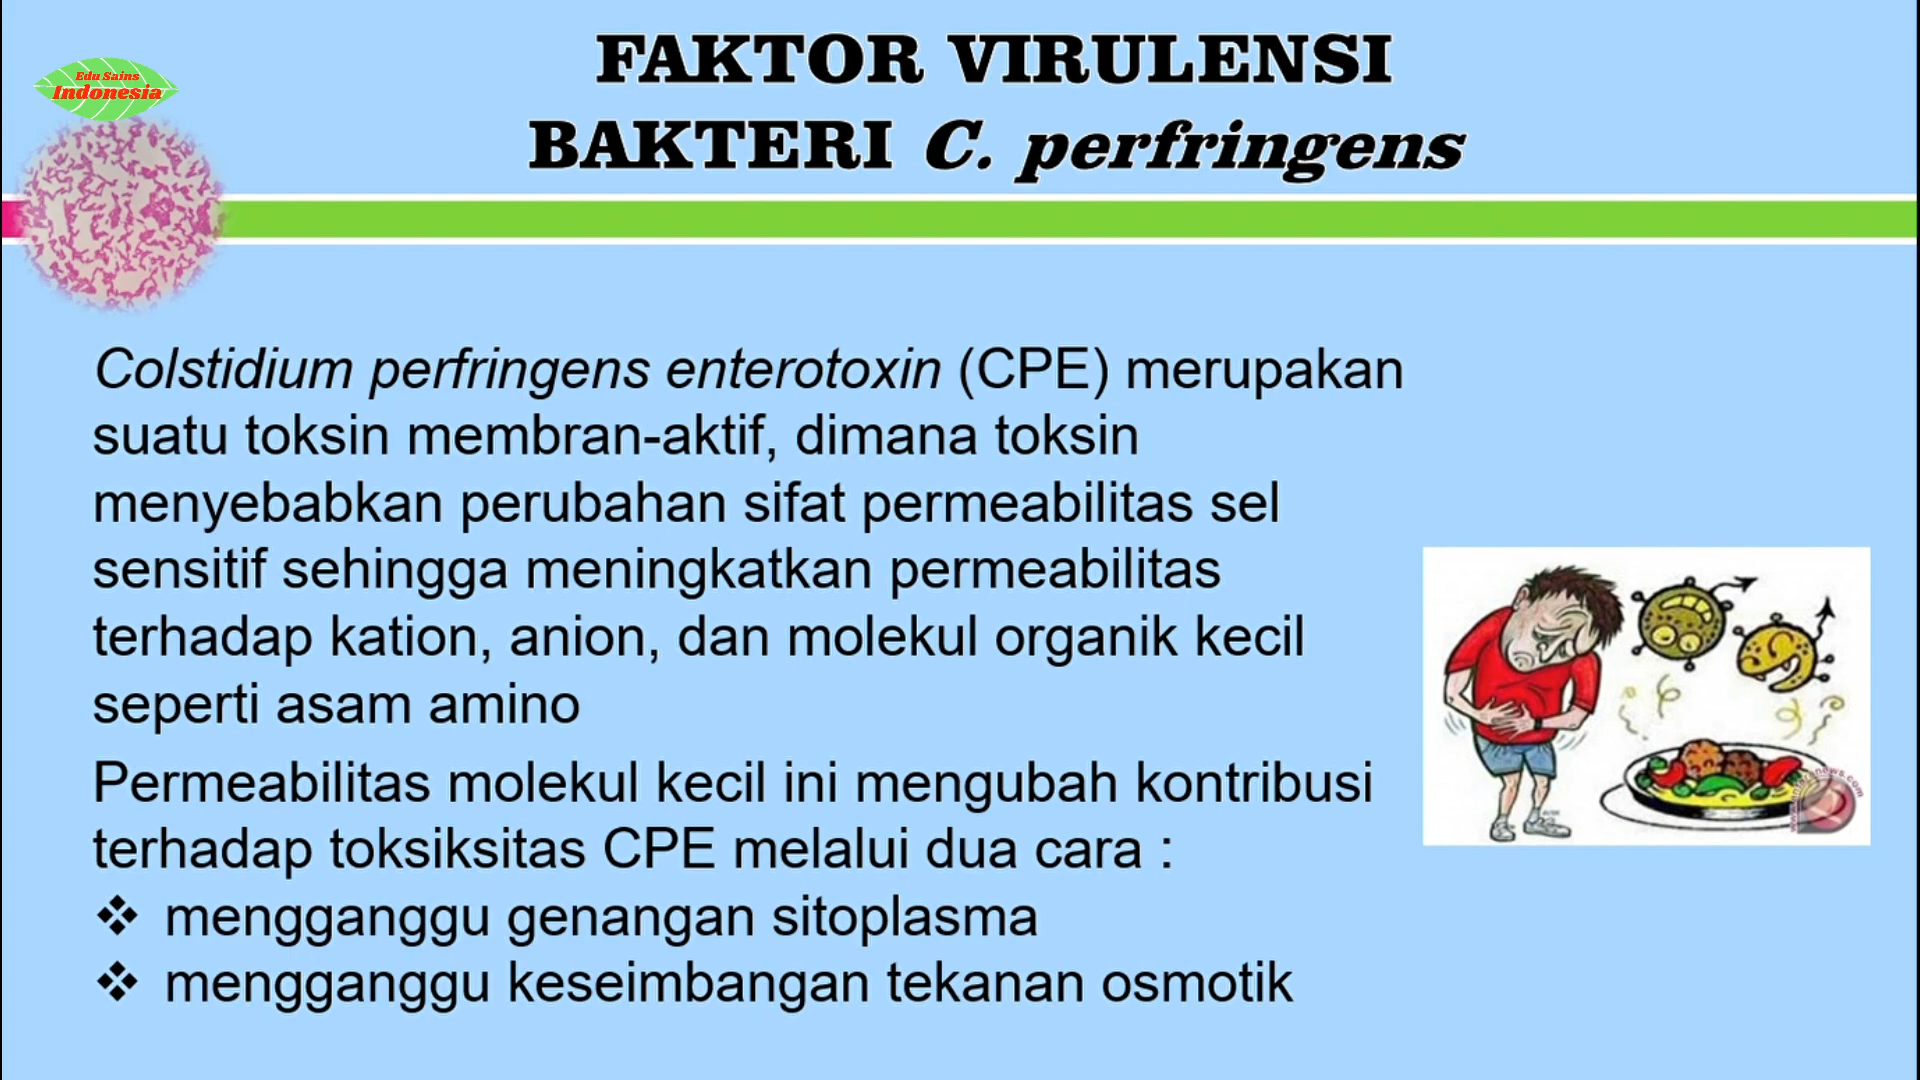 Edu Sains
Indonesia
FAKTOR VIRULENSI
BAKTERI C. perfringens
Colstidium perfringens enterotoxin (CPE) merupakan
suatu toksin membran-aktif, dimana toksin
menyebabkan perubahan sifat permeabilitas sel
sensitif sehingga meningkatkan permeabilitas
terhadap kation, anion, dan molekul organik kecil
seperti asam amino
Permeabilitas molekul kecil ini mengubah kontribusi
terhadap toksiksitas CPE melalui dua cara :
❖ mengganggu genangan sitoplasma
❖ mengganggu keseimbangan tekanan osmotik